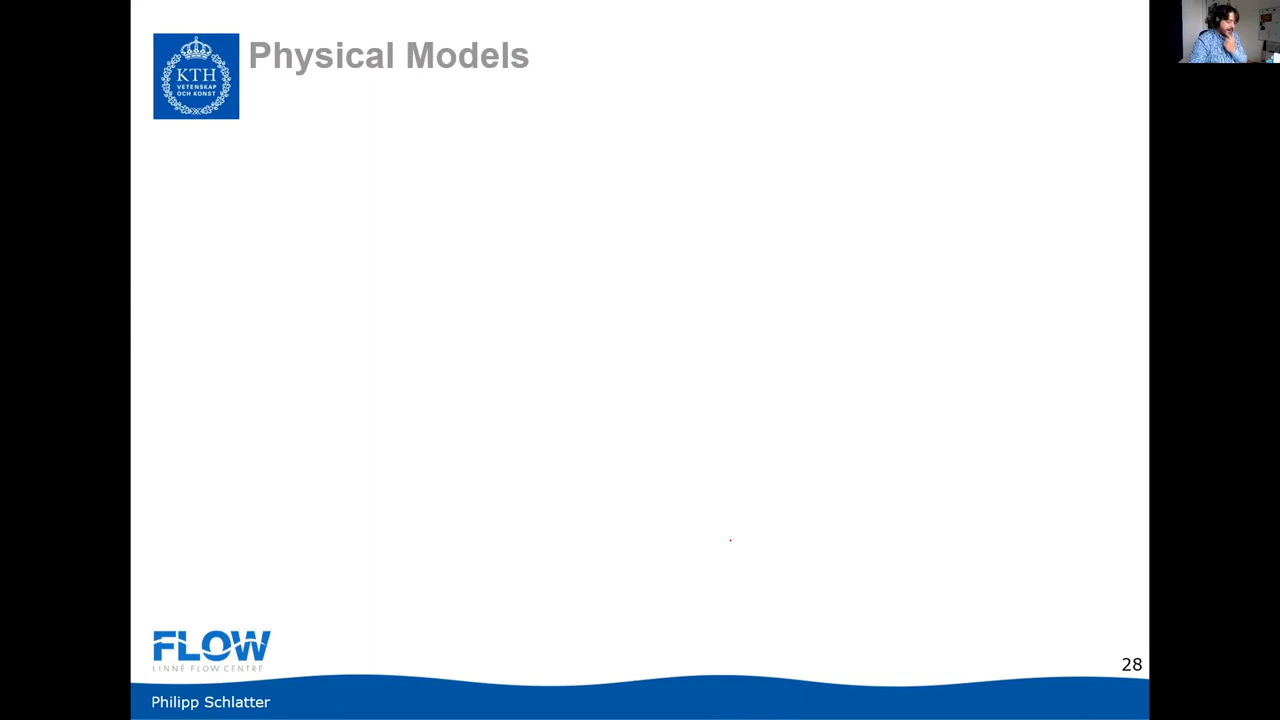 Physical Models
KTH
VETENSKAP
OCH KONST
FLOW
LINNÉ FLOW CENTRE
28
Philipp Schlatter